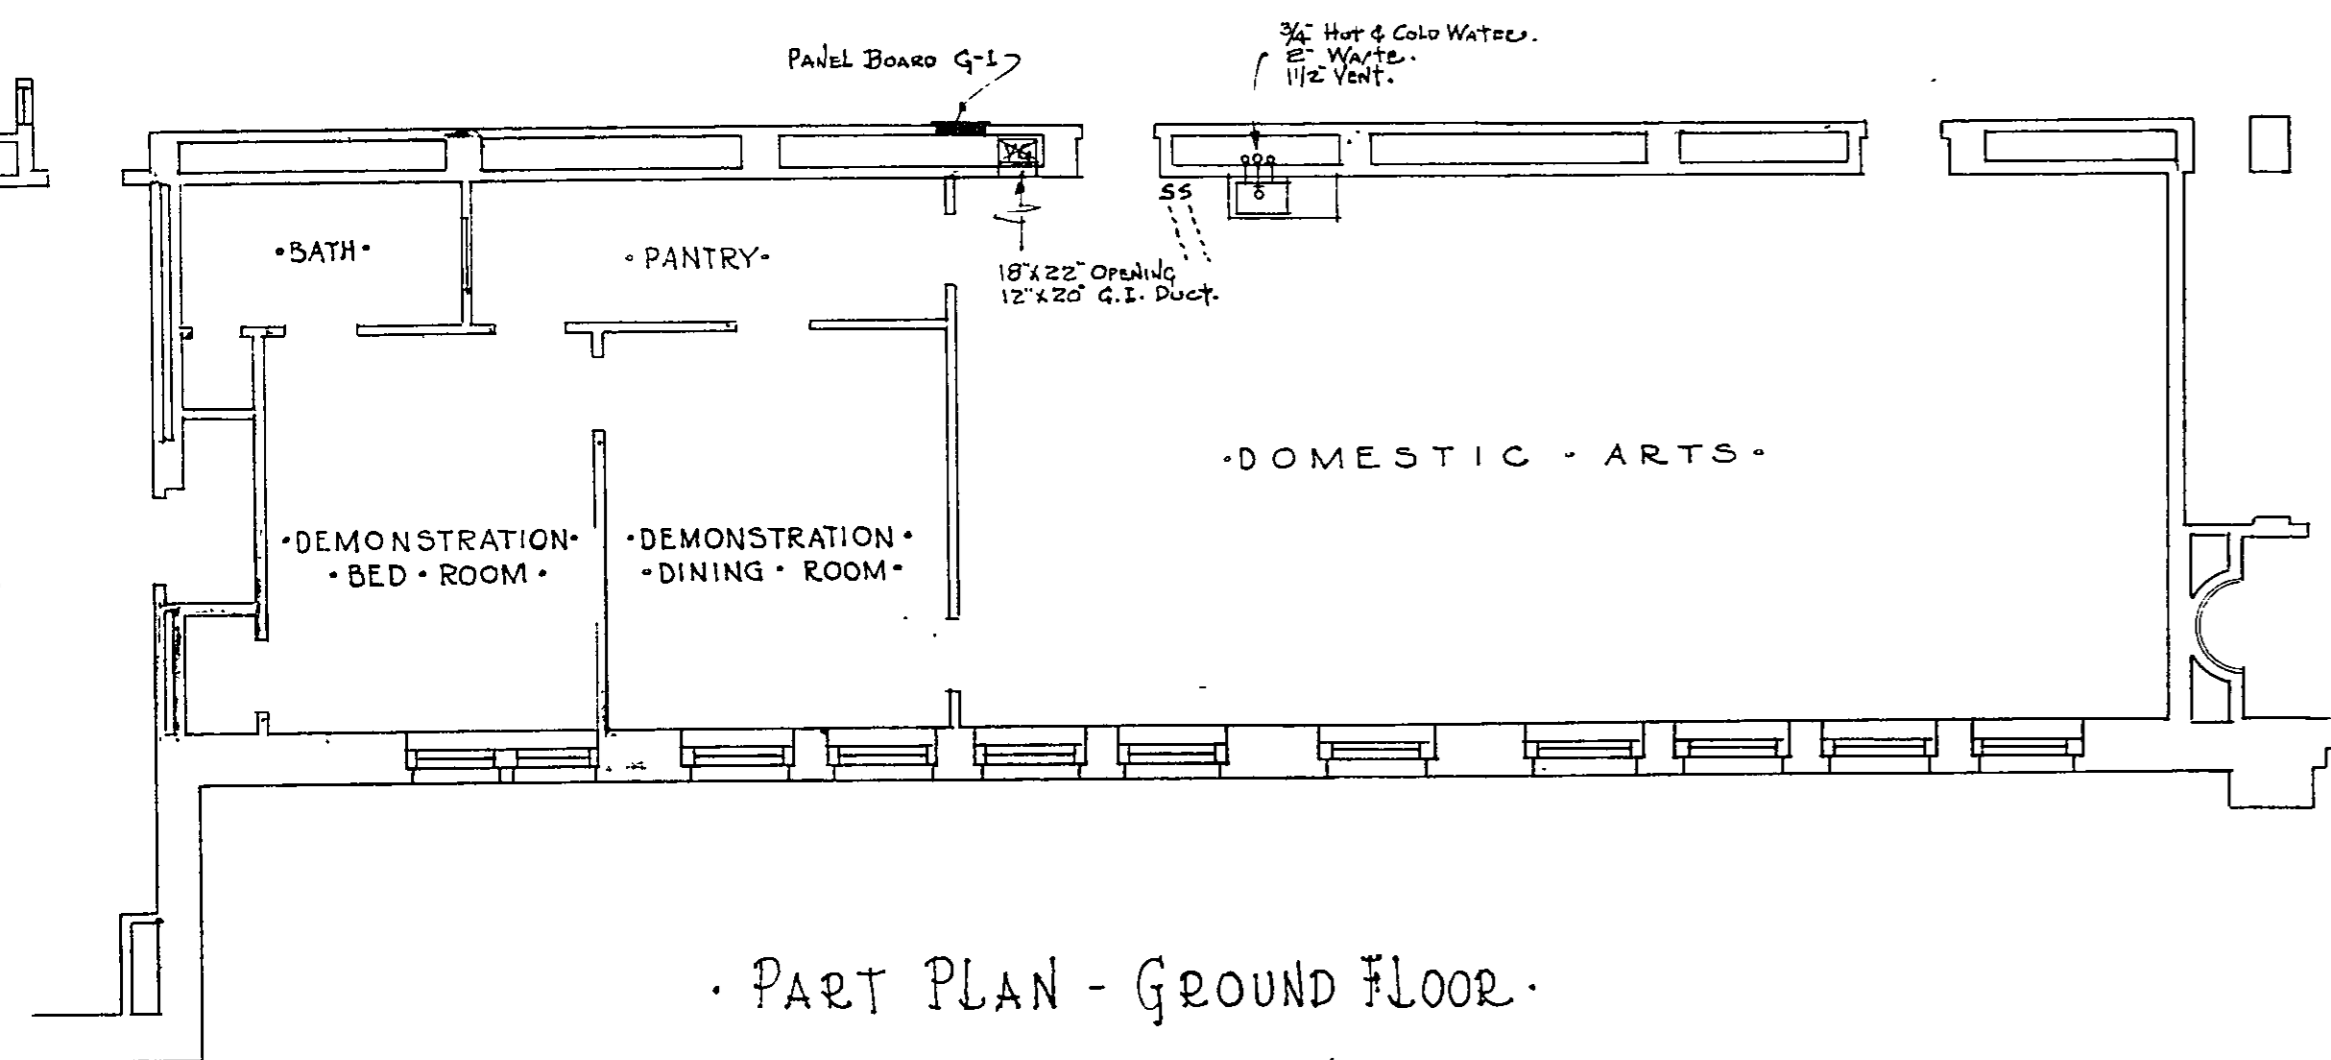 PANEL BOARD G-1
3/4" HOT & COLD WATER.
2" WASTE.
1 1/2" VENT.
VG
SS
·BATH·
·PANTRY·
18"X22" OPENING
12"X20" G.I. DUCT.
·DOMESTIC · ARTS·
·DEMONSTRATION·
·BED·ROOM·
·DEMONSTRATION·
·DINING·ROOM·
·PART PLAN - GROUND FLOOR·